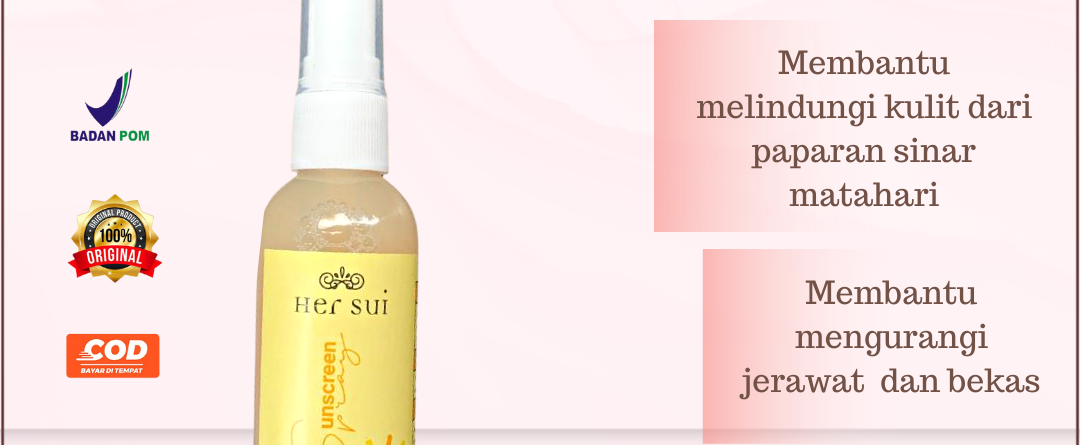 BADAN POM
ORIGINAL PRODUCT
100%
ORIGINAL
COD
BAYAR DI TEMPAT
Her sui
unscreen
pray
Membantu
melindungi kulit dari
paparan sinar
matahari
Membantu
mengurangi
jerawat dan bekas